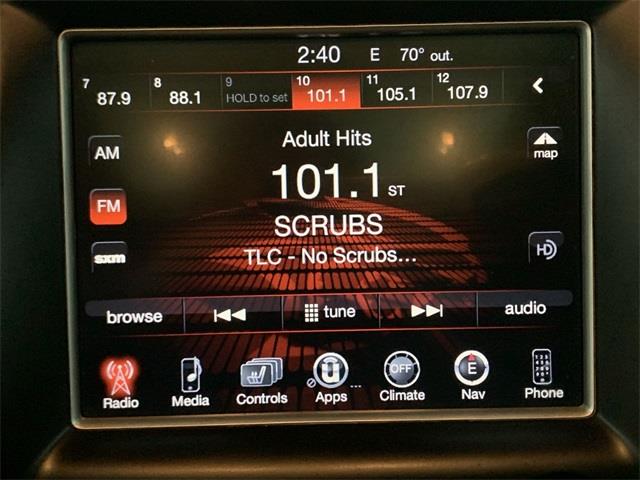 2:40 E 70° out.
7 87.9 8 88.1 9 HOLD to set 10 101.1 11 105.1 12 107.9
AM
Adult Hits
map
101.1 ST
FM
SCRUBS
TLC - No Scrubs...
sxm
HD
browse tune audio
OFF E
Radio Media Controls Apps Climate Nav Phone